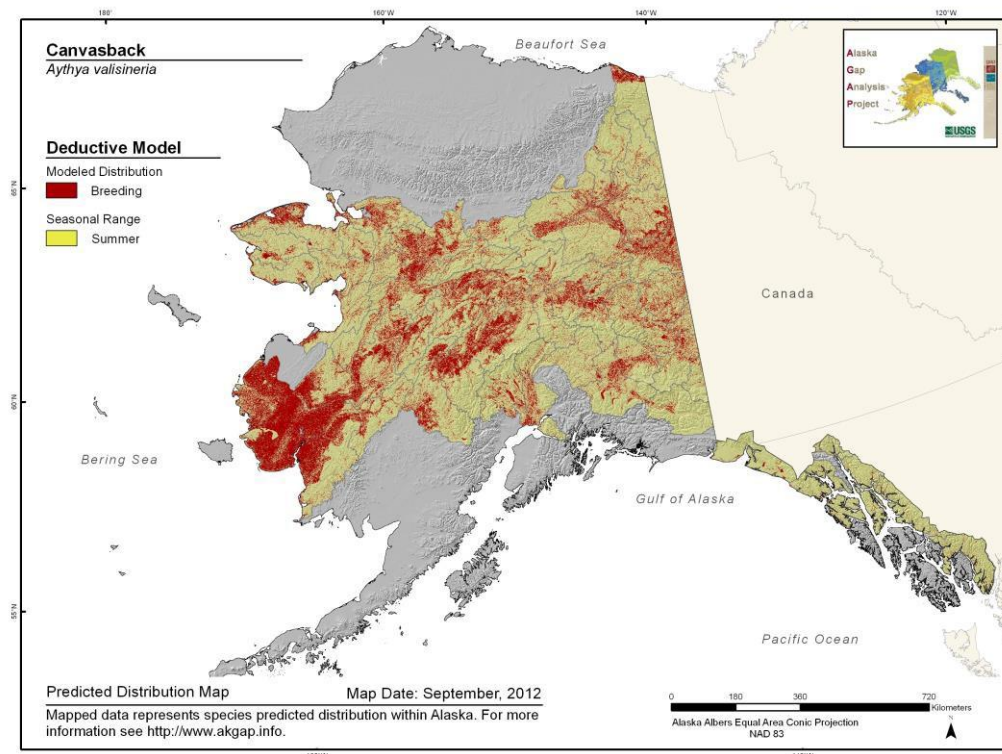 180°
160°W
140°W
120°W
Canvasback
Aythya valisineria
Beaufort Sea
Alaska
Gap
Analysis
Project
USGS
Deductive Model
Modeled Distribution
Breeding
Seasonal Range
Summer
65°N
Canada
60°N
Bering Sea
Gulf of Alaska
55°N
Pacific Ocean
Predicted Distribution Map
Map Date: September, 2012
Mapped data represents species predicted distribution within Alaska. For more
information see http://www.akgap.info.
0 180 360 720
Kilometers
Alaska Albers Equal Area Conic Projection
NAD 83
N